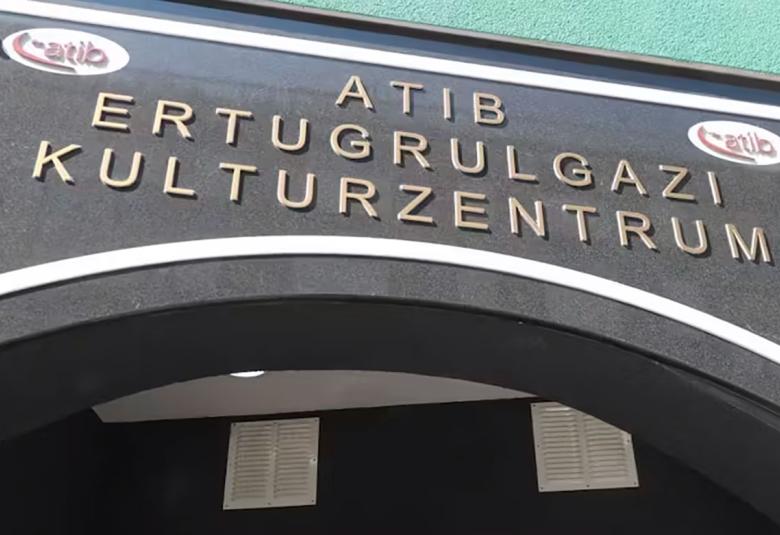 atib
ATIB
atib
ERTUGRULGAZI
KULTURZENTRUM